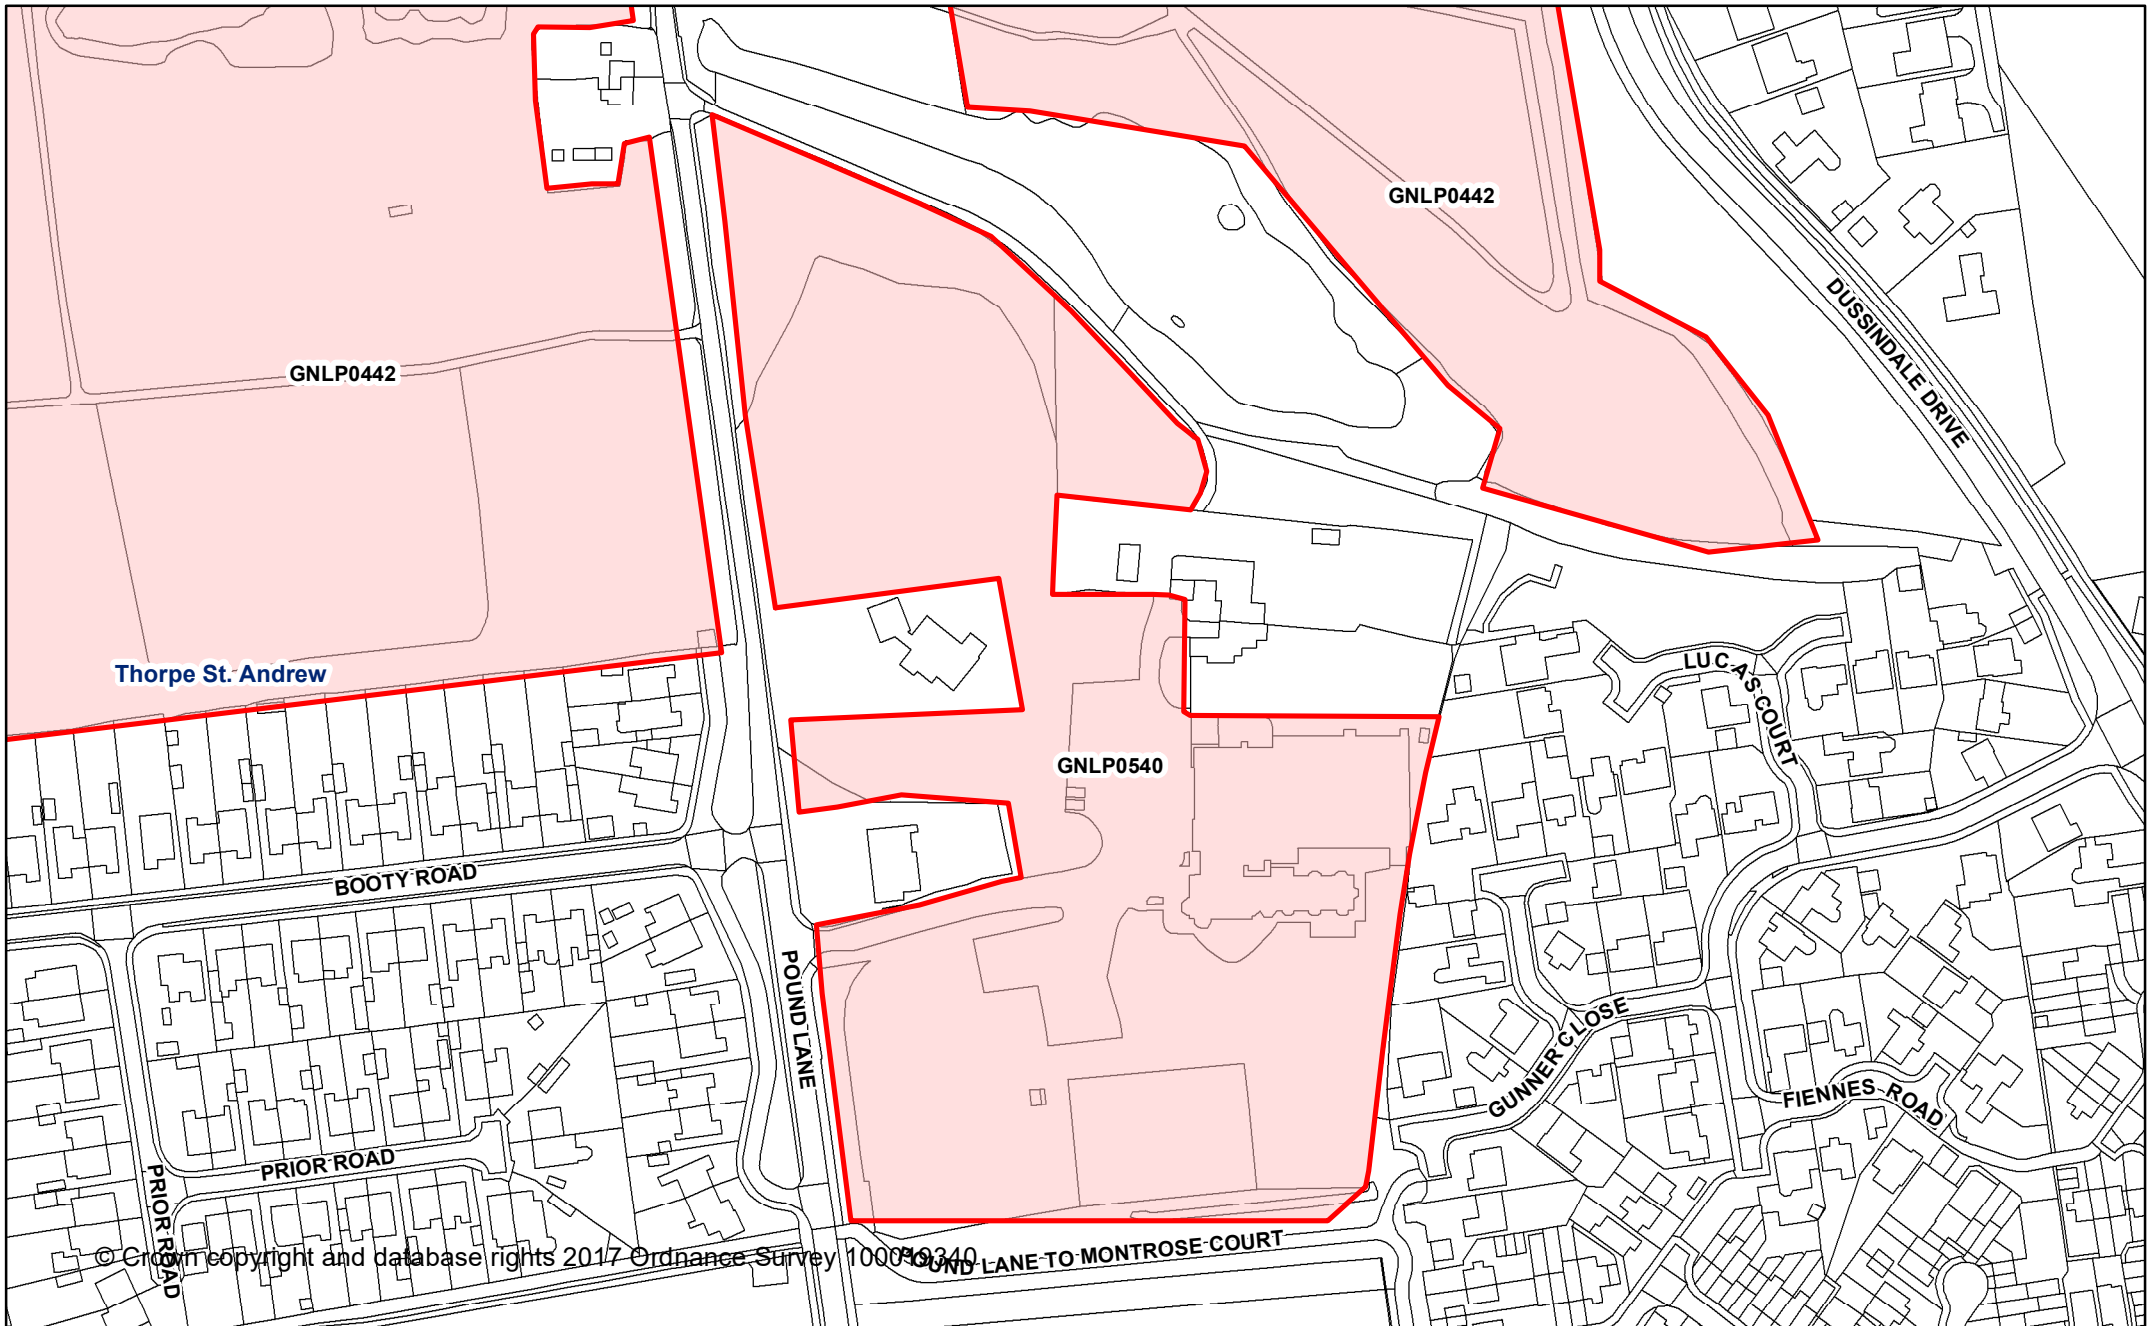 GNLP0442
DUSSINDALE DRIVE
GNLP0442
Thorpe St. Andrew
LUCAS COURT
GNLP0540
BOOTY ROAD
POUND LANE
GUNNER CLOSE
FIENNES ROAD
PRIOR ROAD
PRIOR ROAD
POUND LANE TO MONTROSE COURT
© Crown copyright and database rights 2017 Ordnance Survey 100019340